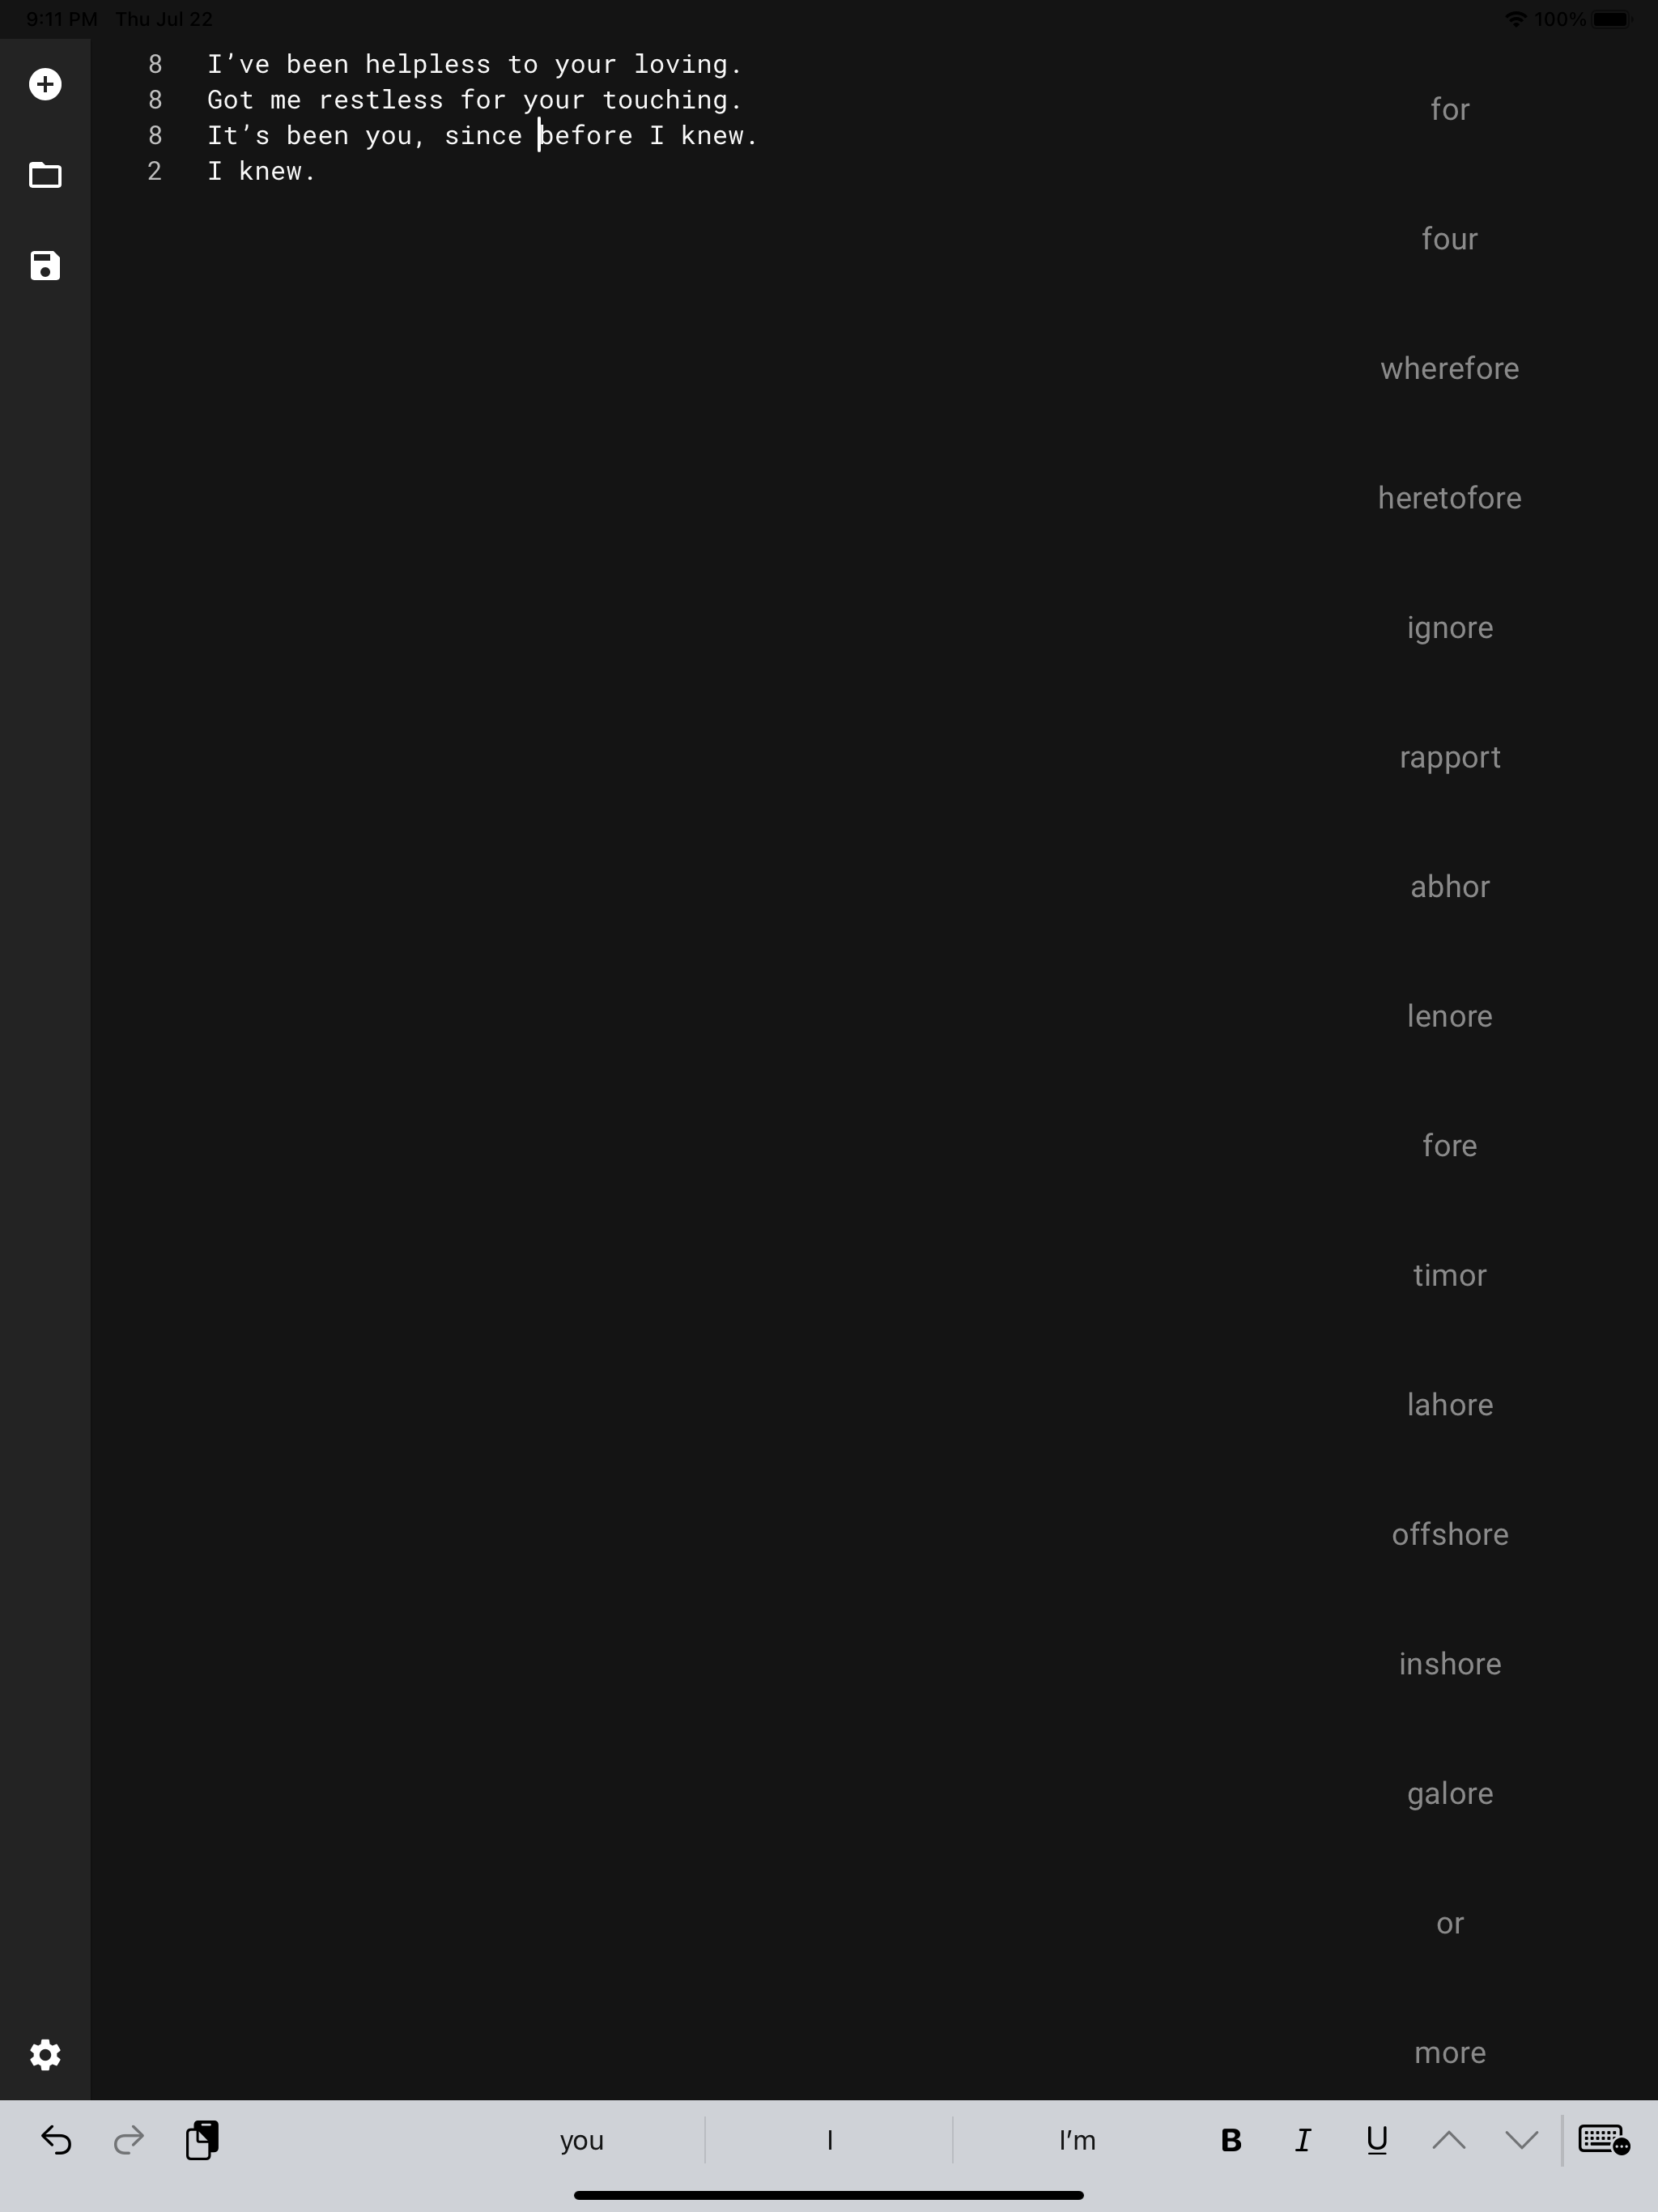 9:11 PM Thu Jul 22 100%
8 I’ve been helpless to your loving.
8 Got me restless for your touching.
8 It’s been you, since before I knew.
2 I knew.
for
four
wherefore
heretofore
ignore
rapport
abhor
lenore
fore
timor
lahore
offshore
inshore
galore
or
more
you I I’m B I U